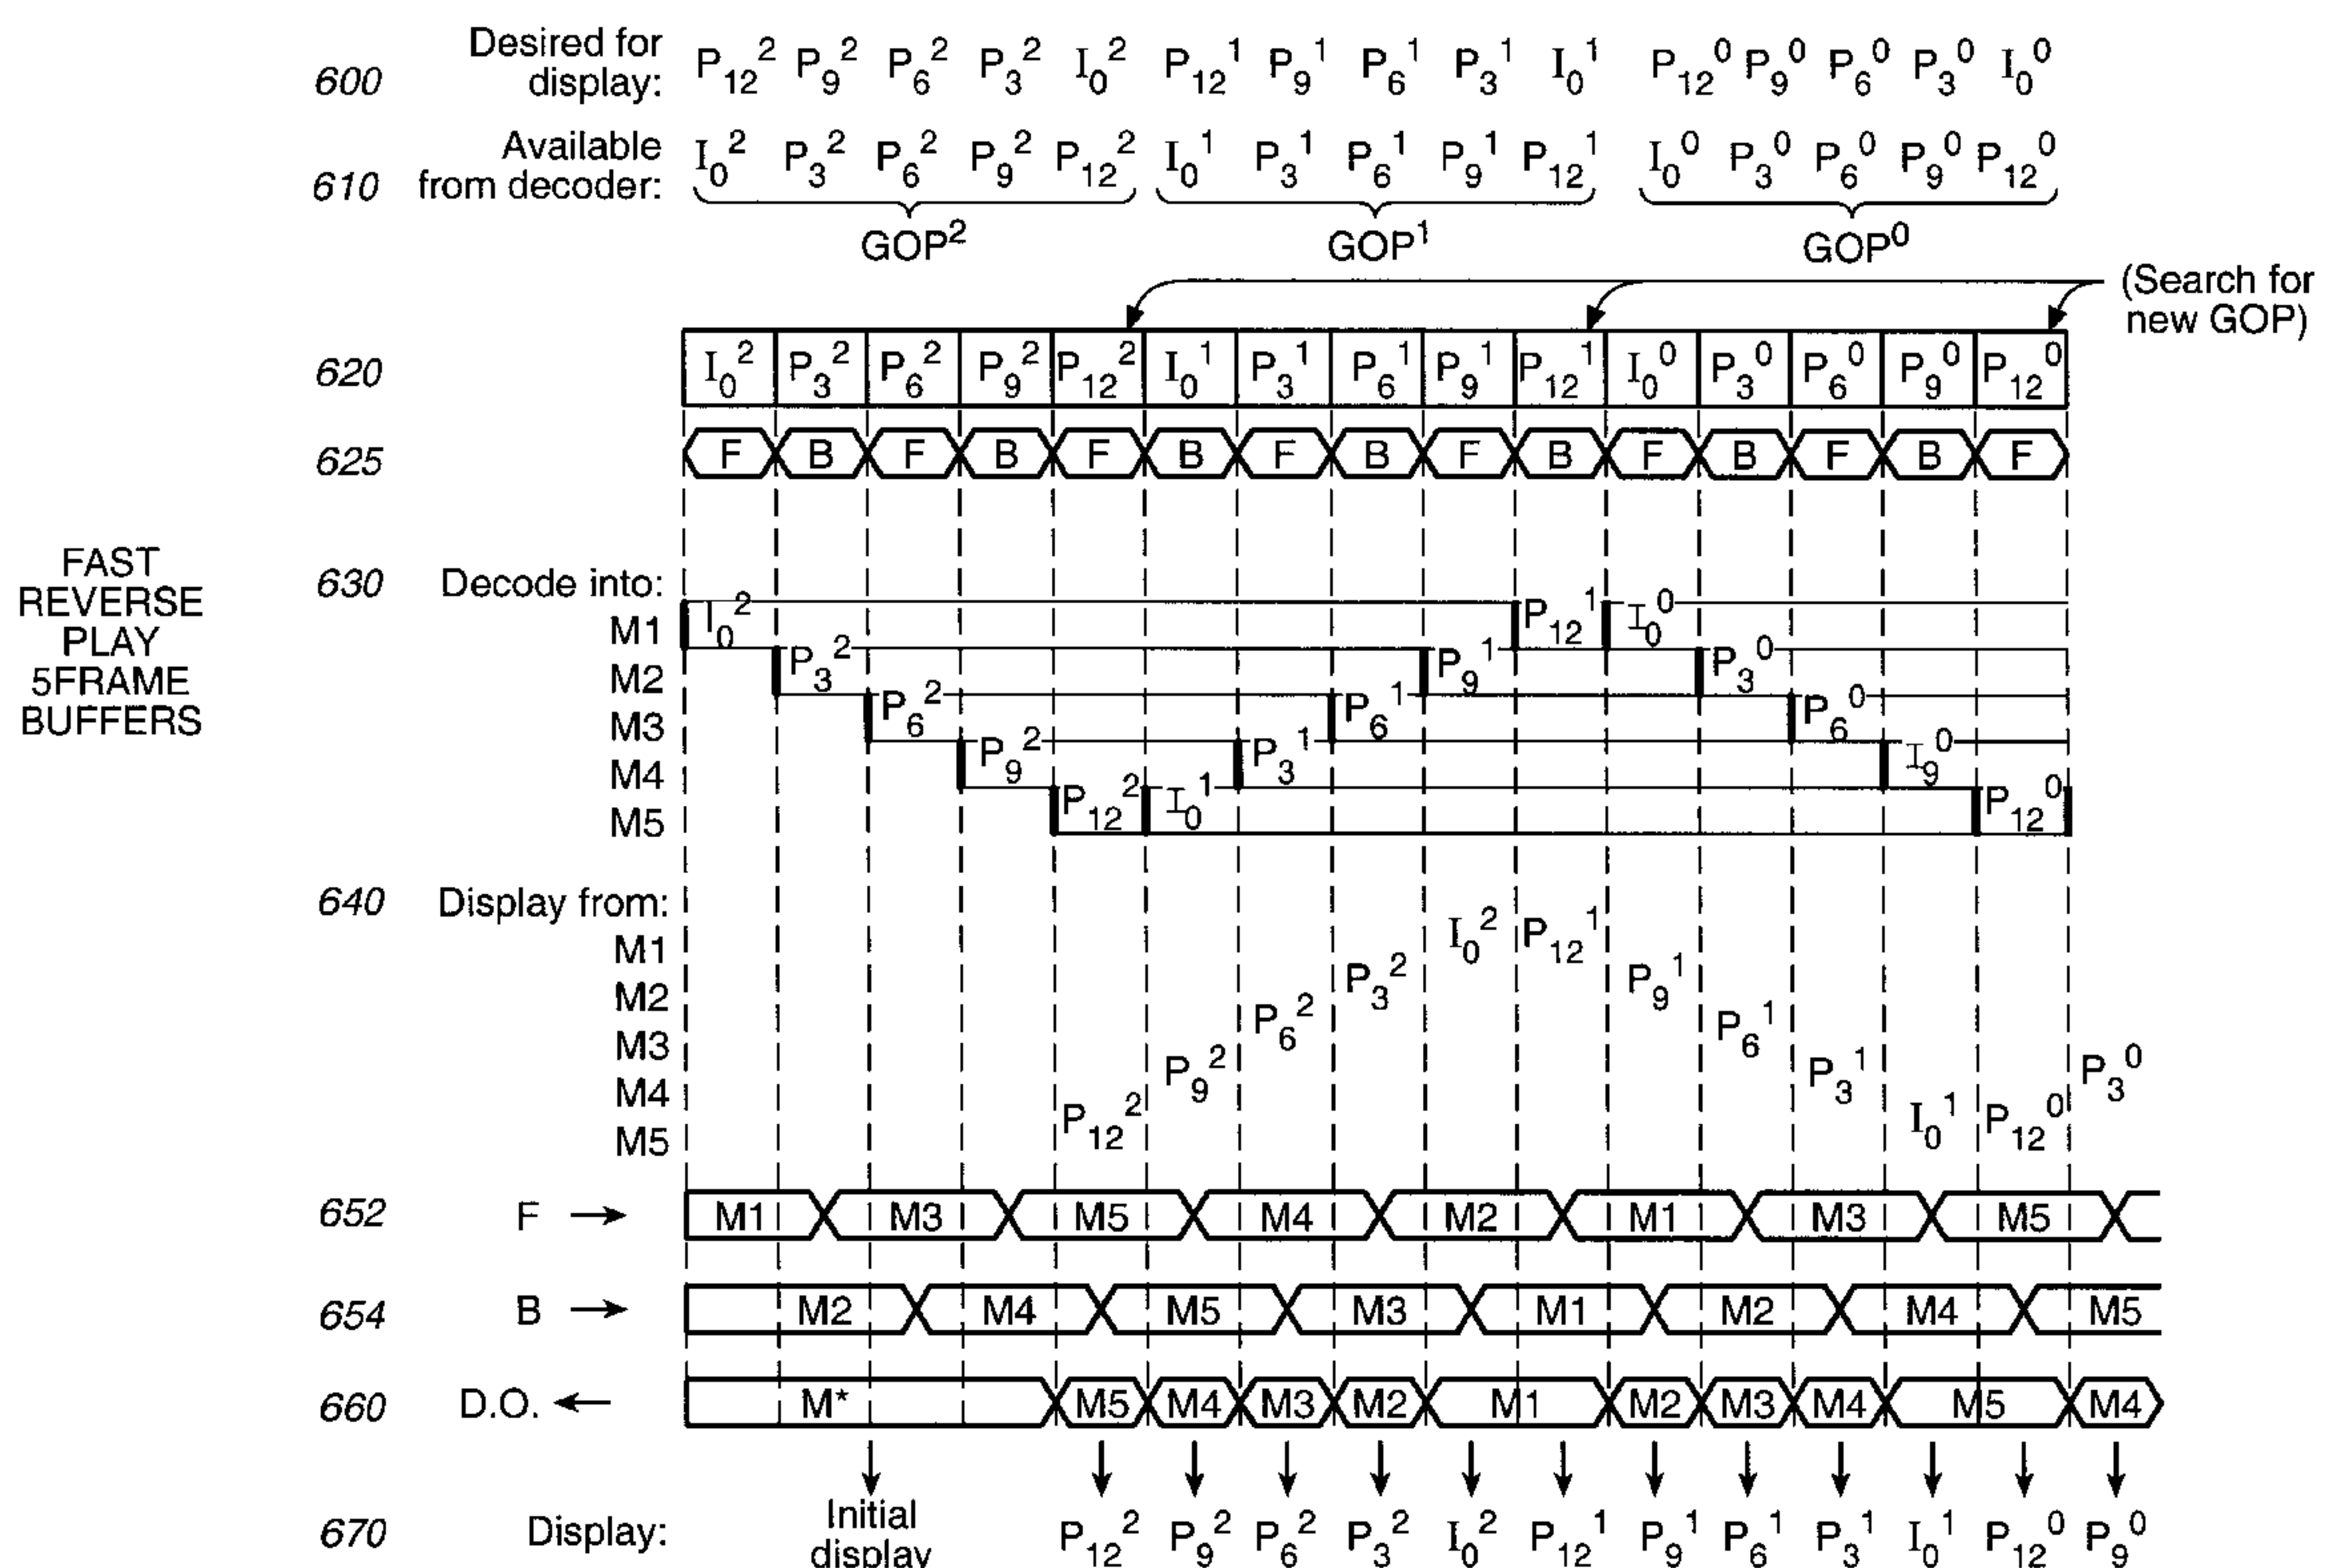 Desired for
600 display: P12^2 P9^2 P6^2 P3^2 I0^2 P12^1 P9^1 P6^1 P3^1 I0^1 P12^0 P9^0 P6^0 P3^0 I0^0
Available
610 from decoder: I0^2 P3^2 P6^2 P9^2 P12^2 I0^1 P3^1 P6^1 P9^1 P12^1 I0^0 P3^0 P6^0 P9^0 P12^0
GOP^2 GOP^1 GOP^0
(Search for
new GOP)
620 I0^2 P3^2 P6^2 P9^2 P12^2 I0^1 P3^1 P6^1 P9^1 P12^1 I0^0 P3^0 P6^0 P9^0 P12^0
625 F B F B F B F B F B F B F B F
FAST
REVERSE
PLAY
5FRAME
BUFFERS
630 Decode into:
M1 I0^2 P12^1 I0^0
M2 P3^2 P9^1 P3^0
M3 P6^2 P6^1 P6^0
M4 P9^2 P3^1 I9^0
M5 P12^2 I0^1 P12^0
640 Display from:
M1 I0^2 P12^1
M2 P3^2 P9^1
M3 P6^2 P6^1
M4 P9^2 P3^1 P3^0
M5 P12^2 I0^1 P12^0
652 F → M1 M3 M5 M4 M2 M1 M3 M5
654 B → M2 M4 M5 M3 M1 M2 M4 M5
660 D.O. ← M* M5 M4 M3 M2 M1 M2 M3 M4 M5 M4
670 Display: Initial display P12^2 P9^2 P6^2 P3^2 I0^2 P12^1 P9^1 P6^1 P3^1 I0^1 P12^0 P9^0